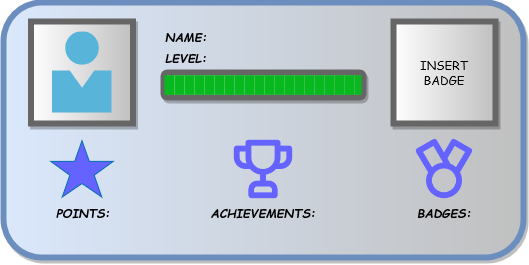 NAME:
LEVEL:
INSERT
BADGE
POINTS:
ACHIEVEMENTS:
BADGES: